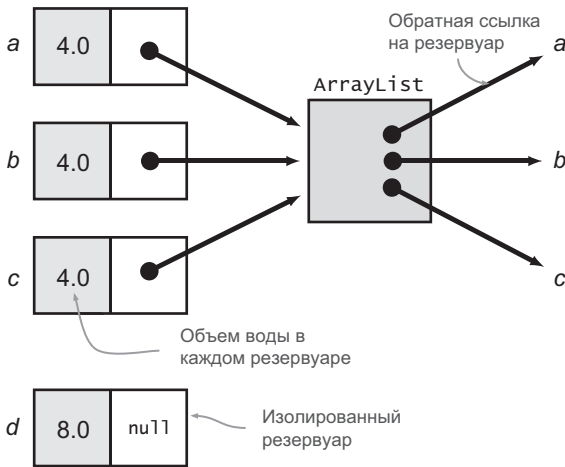 Обратная ссылка
на резервуар
a
4.0
a
ArrayList
b
4.0
b
c
4.0
c
Объем воды в
каждом резервуаре
d
8.0
null
Изолированный
резервуар